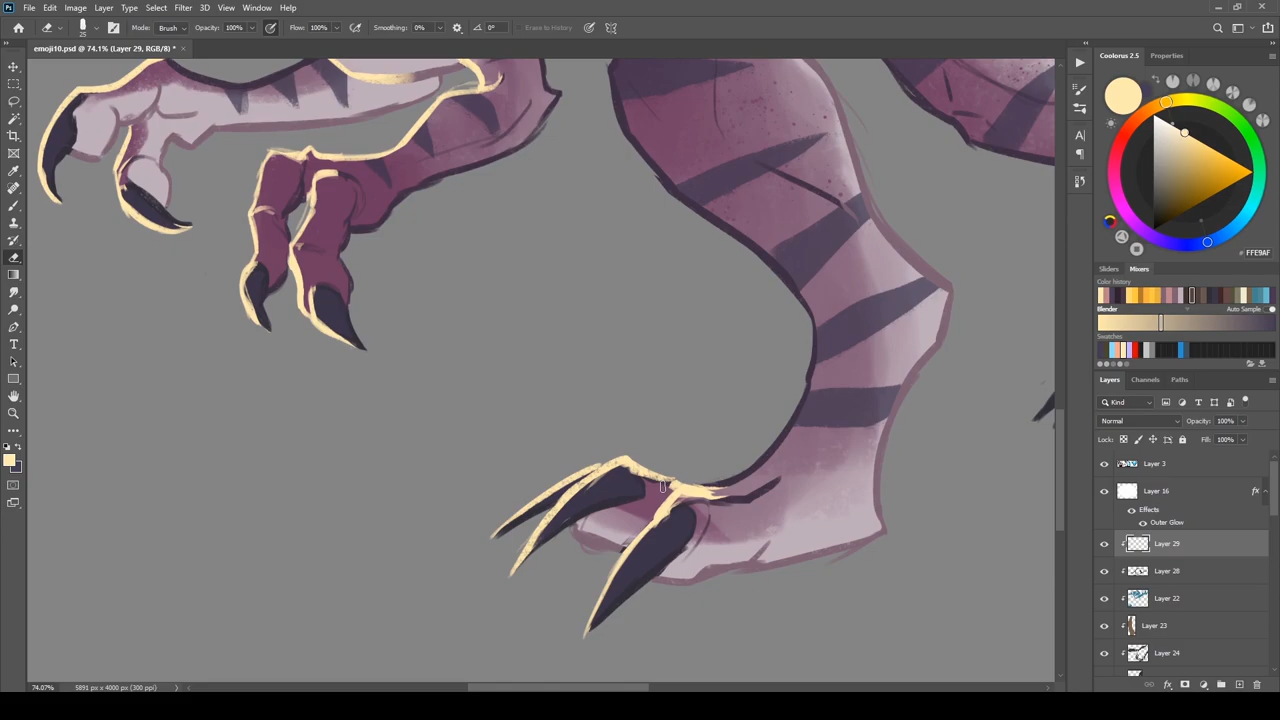 File Edit Image Layer Type Select Filter 3D View Window Help
25 Mode: Brush Opacity: 100% Flow: 100% Smoothing: 0% 0° Erase to History
emoji10.psd @ 74.1% (Layer 29, RGB/8) *
Coolorus 2.5 Properties
# FFE9AF
Sliders Mixers
Color history
Blender Auto Sample
Swatches
Layers Channels Paths
Kind
Normal Opacity: 100%
Lock: Fill: 100%
Layer 3
Layer 16 fx
Effects
Outer Glow
Layer 29
Layer 28
Layer 22
Layer 23
Layer 24
74.07% 5891 px x 4000 px (300 ppi)